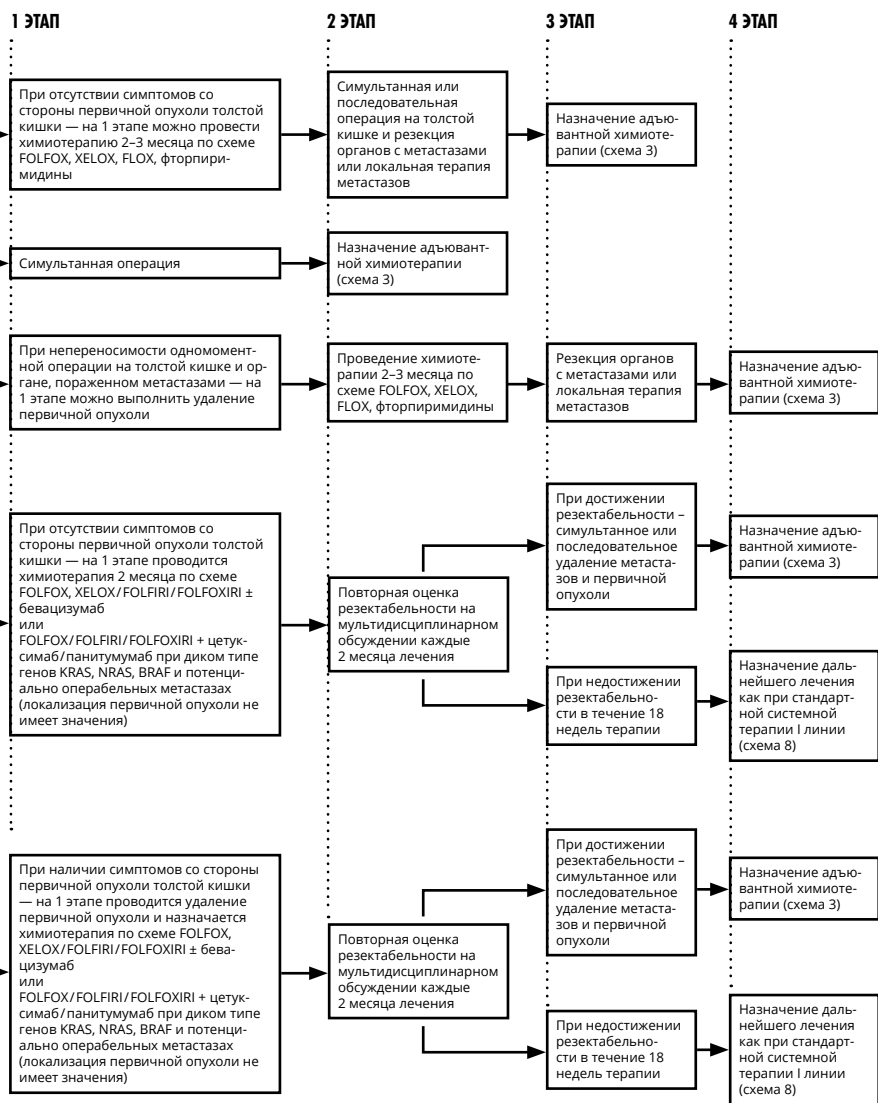 1 ЭТАП
2 ЭТАП
3 ЭТАП
4 ЭТАП
При отсутствии симптомов со
стороны первичной опухоли толстой
кишки — на 1 этапе можно провести
химиотерапию 2–3 месяца по схеме
FOLFOX, XELOX, FLOX, фторпири-
мидины
Симультанная или
последовательная
операция на толстой
кишке и резекция
органов с метастазами
или локальная терапия
метастазов
Назначение адъю-
вантной химиоте-
рапии (схема 3)
Симультанная операция
Назначение адъювант-
ной химиотерапии
(схема 3)
При непереносимости одномомент-
ной операции на толстой кишке и ор-
гане, пораженном метастазами — на
1 этапе можно выполнить удаление
первичной опухоли
Проведение химиоте-
рапии 2–3 месяца по
схеме FOLFOX, XELOX,
FLOX, фторпиримидины
Резекция органов
с метастазами или
локальная терапия
метастазов
Назначение адъю-
вантной химиоте-
рапии (схема 3)
При отсутствии симптомов со
стороны первичной опухоли толстой
кишки — на 1 этапе проводится
химиотерапия 2 месяца по схеме
FOLFOX, XELOX/FOLFIRI/FOLFOXIRI ±
бевацизумаб
или
FOLFOX/FOLFIRI/FOLFOXIRI + цетук-
симаб/панитумумаб при диком типе
генов KRAS, NRAS, BRAF и потенци-
ально операбельных метастазах
(локализация первичной опухоли не
имеет значения)
Повторная оценка
резектабельности на
мультидисциплинарном
обсуждении каждые
2 месяца лечения
При достижении
резектабельности –
симультанное или
последовательное
удаление метаста-
зов и первичной
опухоли
Назначение адъю-
вантной химиоте-
рапии (схема 3)
При недостижении
резектабельно-
сти в течение 18
недель терапии
Назначение даль-
нейшего лечения
как при стандарт-
ной системной
терапии I линии
(схема 8)
При наличии симптомов со стороны
первичной опухоли толстой кишки
— на 1 этапе проводится удаление
первичной опухоли и назначается
химиотерапия по схеме FOLFOX,
XELOX/FOLFIRI/FOLFOXIRI ± бева-
цизумаб
или
FOLFOX/FOLFIRI/FOLFOXIRI + цетук-
симаб/панитумумаб при диком типе
генов KRAS, NRAS, BRAF и потенци-
ально операбельных метастазах
(локализация первичной опухоли не
имеет значения)
Повторная оценка
резектабельности на
мультидисциплинарном
обсуждении каждые
2 месяца лечения
При достижении
резектабельности –
симультанное или
последовательное
удаление метаста-
зов и первичной
опухоли
Назначение адъю-
вантной химиоте-
рапии (схема 3)
При недостижении
резектабельно-
сти в течение 18
недель терапии
Назначение даль-
нейшего лечения
как при стандарт-
ной системной
терапии I линии
(схема 8)